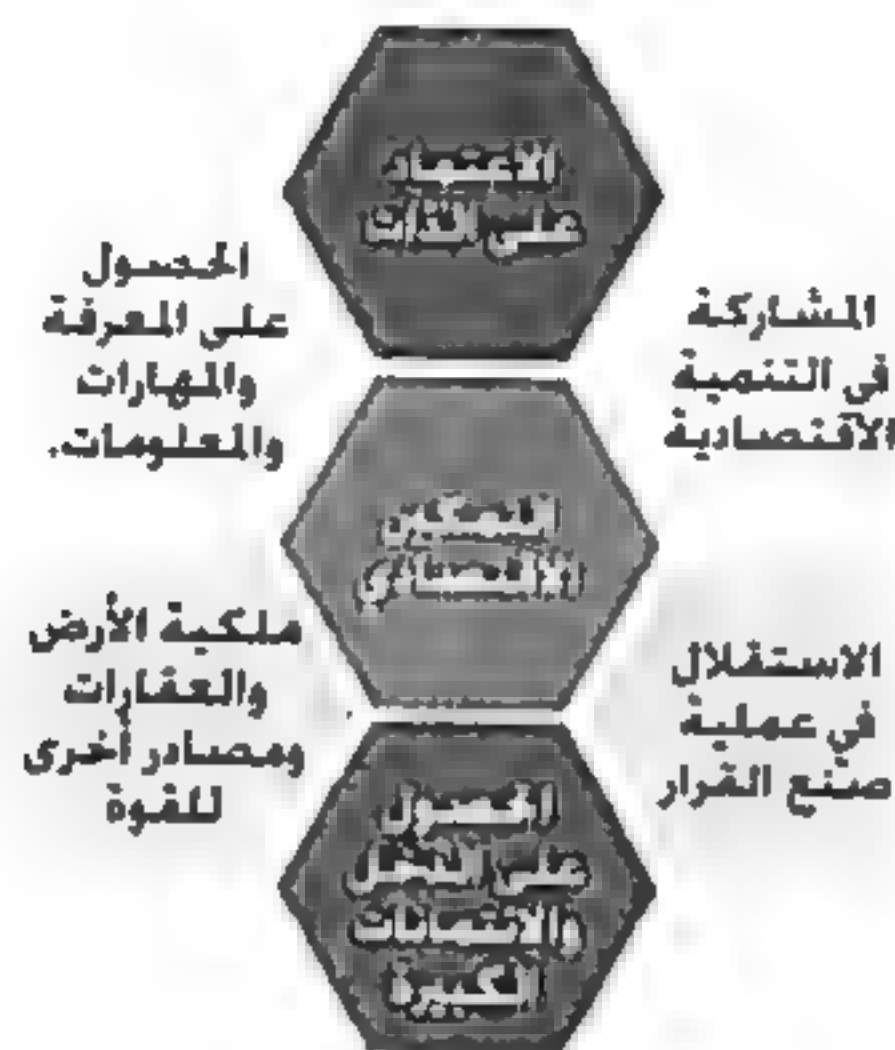 الاعتماد
على الذات
المشاركة
في التنمية
الاقتصادية
الحصول
على المعرفة
والمهارات
والمعلومات.
التمكين
الاقتصادي
الاستقلال
في عملية
صنع القرار
ملكية الأرض
والعقارات
ومصادر أخرى
للقوة
الحصول
على الدخل
والائتمانات
الكبيرة